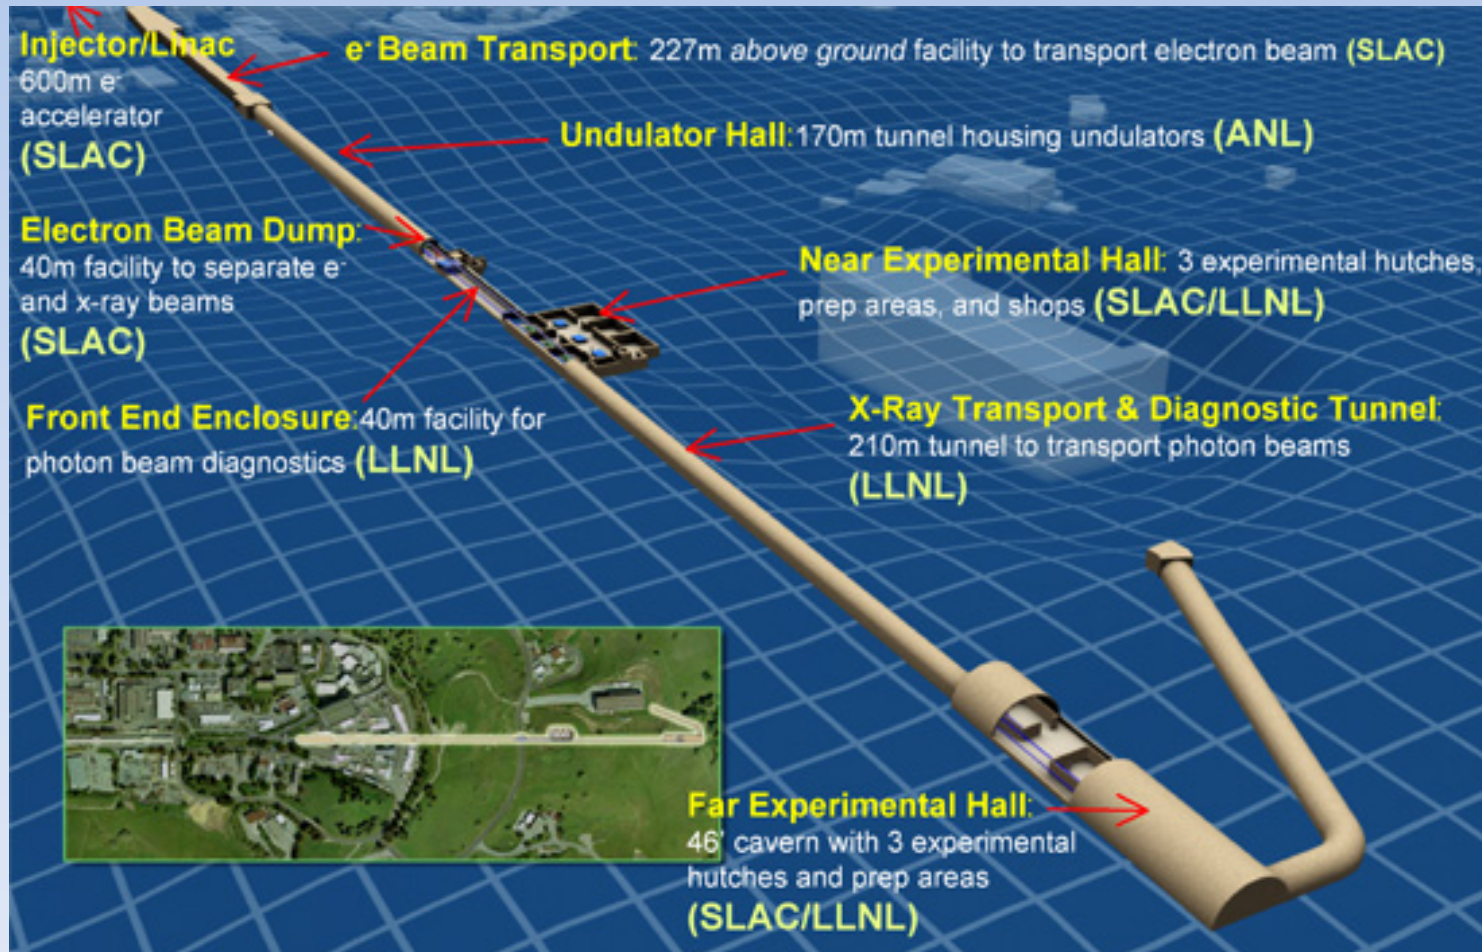 Injector/Linac
600m e-
accelerator
(SLAC)
e- Beam Transport: 227m above ground facility to transport electron beam (SLAC)
Undulator Hall: 170m tunnel housing undulators (ANL)
Electron Beam Dump:
40m facility to separate e-
and x-ray beams
(SLAC)
Near Experimental Hall: 3 experimental hutches,
prep areas, and shops (SLAC/LLNL)
Front End Enclosure: 40m facility for
photon beam diagnostics (LLNL)
X-Ray Transport & Diagnostic Tunnel:
210m tunnel to transport photon beams
(LLNL)
Far Experimental Hall:
46' cavern with 3 experimental
hutches and prep areas
(SLAC/LLNL)